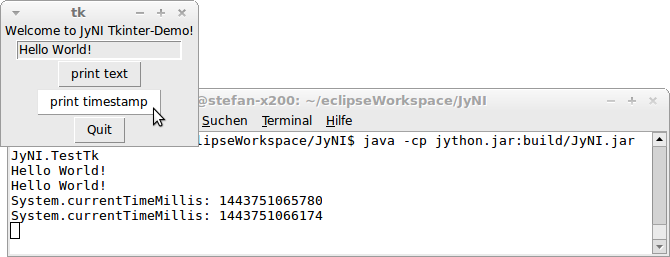 tk
Welcome to JyNI Tkinter-Demo!
Hello World!
print text
print timestamp
Quit
@stefan-x200: ~/eclipseWorkspace/JyNI
Suchen Terminal Hilfe
clipseWorkspace/JyNI$ java -cp jython.jar:build/JyNI.jar
JyNI.TestTk
Hello World!
Hello World!
System.currentTimeMillis: 1443751065780
System.currentTimeMillis: 1443751066174